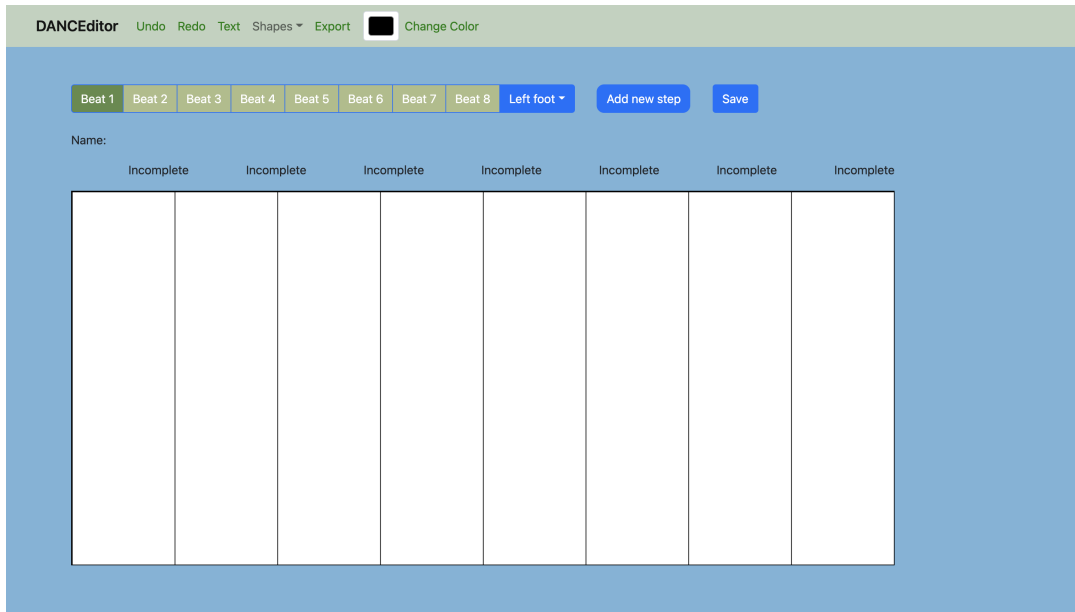 DANCEditor Undo Redo Text Shapes Export Change Color
Beat 1 Beat 2 Beat 3 Beat 4 Beat 5 Beat 6 Beat 7 Beat 8 Left foot Add new step Save
Name:
Incomplete Incomplete Incomplete Incomplete Incomplete Incomplete Incomplete